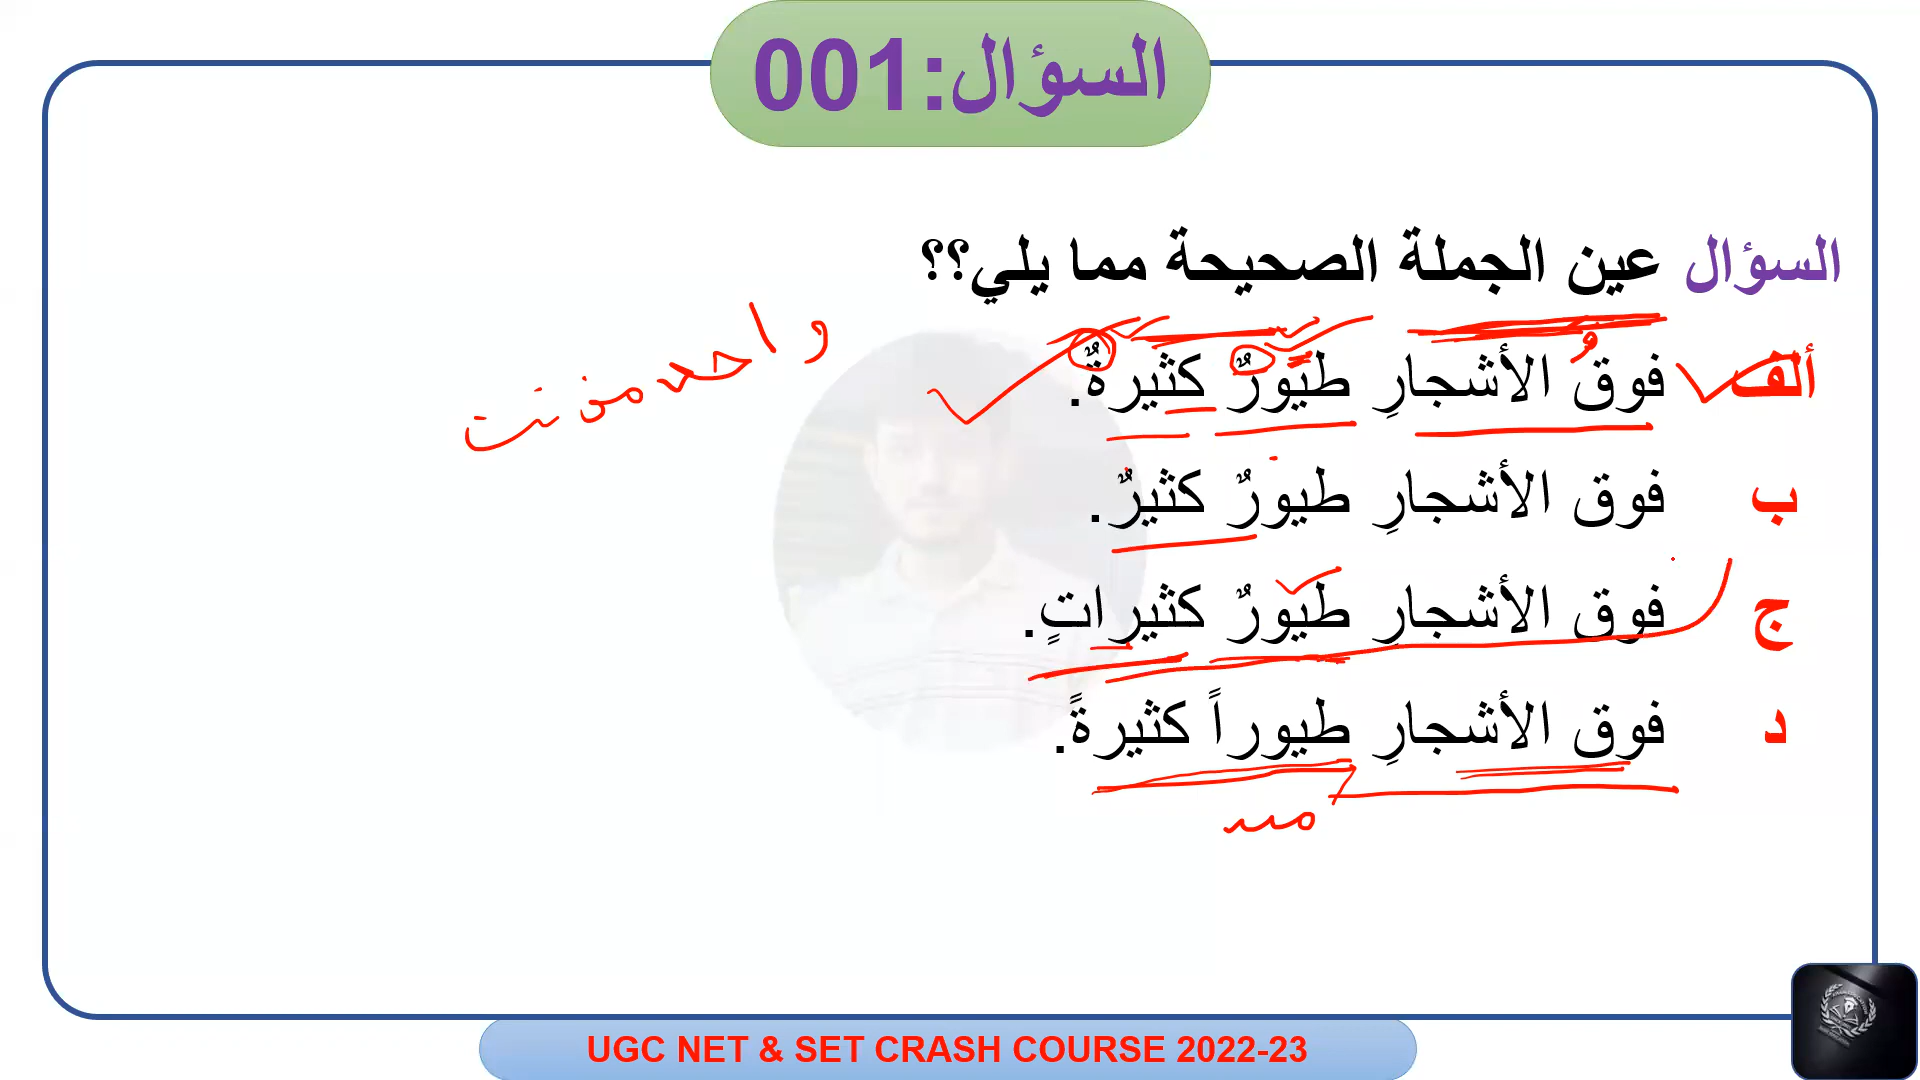 السؤال:001
السؤال عين الجملة الصحيحة مما يلي؟؟
ألف فوقُ الأشجارِ طيورٌ كثيرةٌ.
واحد مؤنث
ب فوق الأشجارِ طيورٌ كثيرٌ.
ج فوق الأشجارِ طيورٌ كثيراتٍ.
د فوق الأشجارِ طيوراً كثيرةً.
UGC NET & SET CRASH COURSE 2022-23